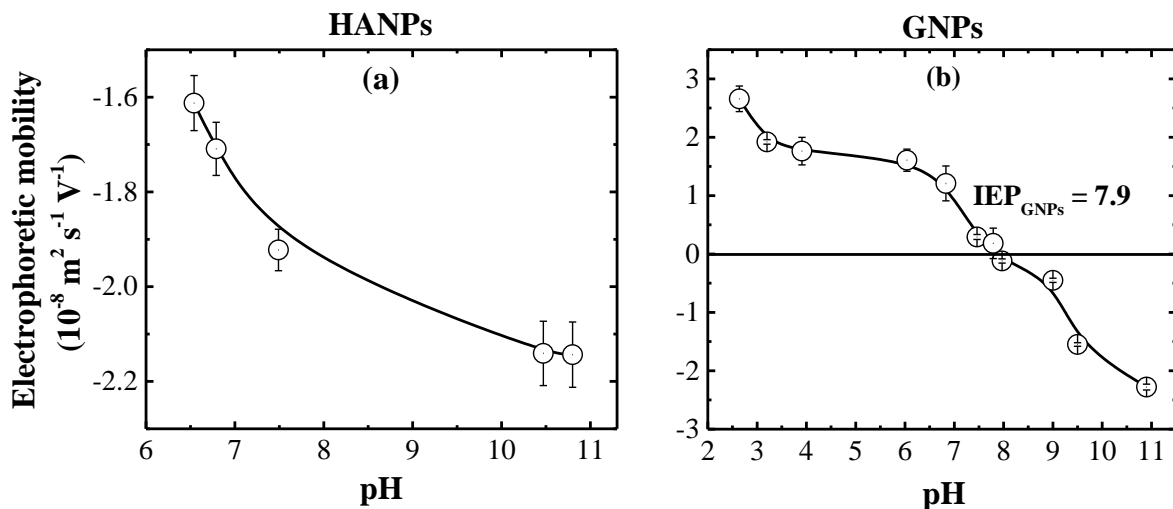 HANPs
GNPs
(a)
(b)
Electrophoretic mobility
(10⁻⁸ m² s⁻¹ V⁻¹)
-1.6
-1.8
-2.0
-2.2
6 7 8 9 10 11
pH
3
2
1
0
-1
-2
-3
IEP_GNPs = 7.9
2 3 4 5 6 7 8 9 10 11
pH